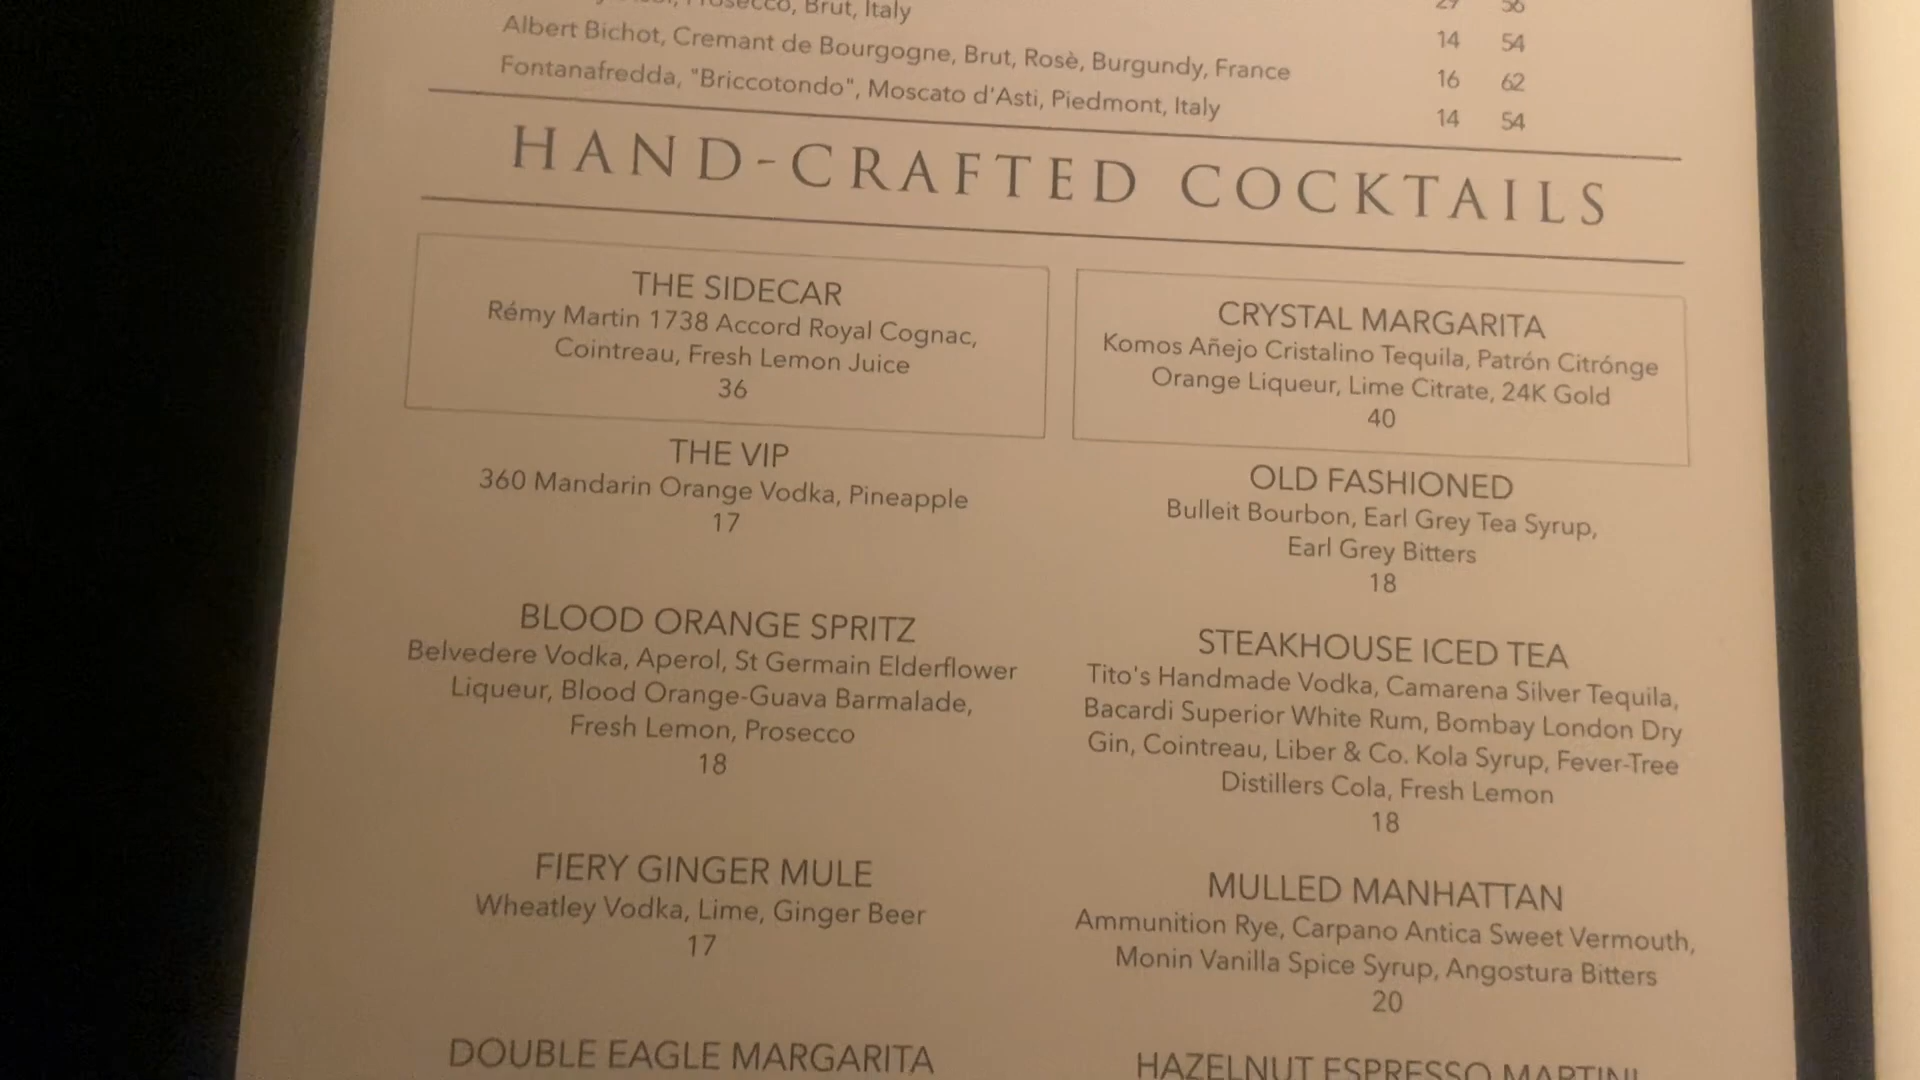 Prosecco, Brut, Italy
Albert Bichot, Cremant de Bourgogne, Brut, Rosè, Burgundy, France 14 54
Fontanafredda, "Briccotondo", Moscato d'Asti, Piedmont, Italy 16 62
14 54
HAND-CRAFTED COCKTAILS
THE SIDECAR
Rémy Martin 1738 Accord Royal Cognac,
Cointreau, Fresh Lemon Juice
36
CRYSTAL MARGARITA
Komos Añejo Cristalino Tequila, Patrón Citrónge
Orange Liqueur, Lime Citrate, 24K Gold
40
THE VIP
360 Mandarin Orange Vodka, Pineapple
17
OLD FASHIONED
Bulleit Bourbon, Earl Grey Tea Syrup,
Earl Grey Bitters
18
BLOOD ORANGE SPRITZ
Belvedere Vodka, Aperol, St Germain Elderflower
Liqueur, Blood Orange-Guava Barmalade,
Fresh Lemon, Prosecco
18
STEAKHOUSE ICED TEA
Tito's Handmade Vodka, Camarena Silver Tequila,
Bacardi Superior White Rum, Bombay London Dry
Gin, Cointreau, Liber & Co. Kola Syrup, Fever-Tree
Distillers Cola, Fresh Lemon
18
FIERY GINGER MULE
Wheatley Vodka, Lime, Ginger Beer
17
MULLED MANHATTAN
Ammunition Rye, Carpano Antica Sweet Vermouth,
Monin Vanilla Spice Syrup, Angostura Bitters
20
DOUBLE EAGLE MARGARITA
HAZELNUT ESPRESSO MARTINI